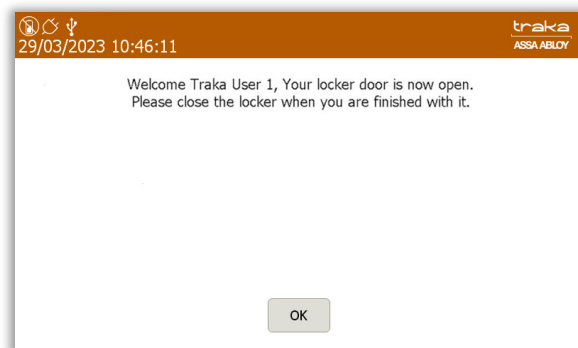 29/03/2023 10:46:11
traka
ASSA ABLOY
Welcome Traka User 1, Your locker door is now open.
Please close the locker when you are finished with it.
OK